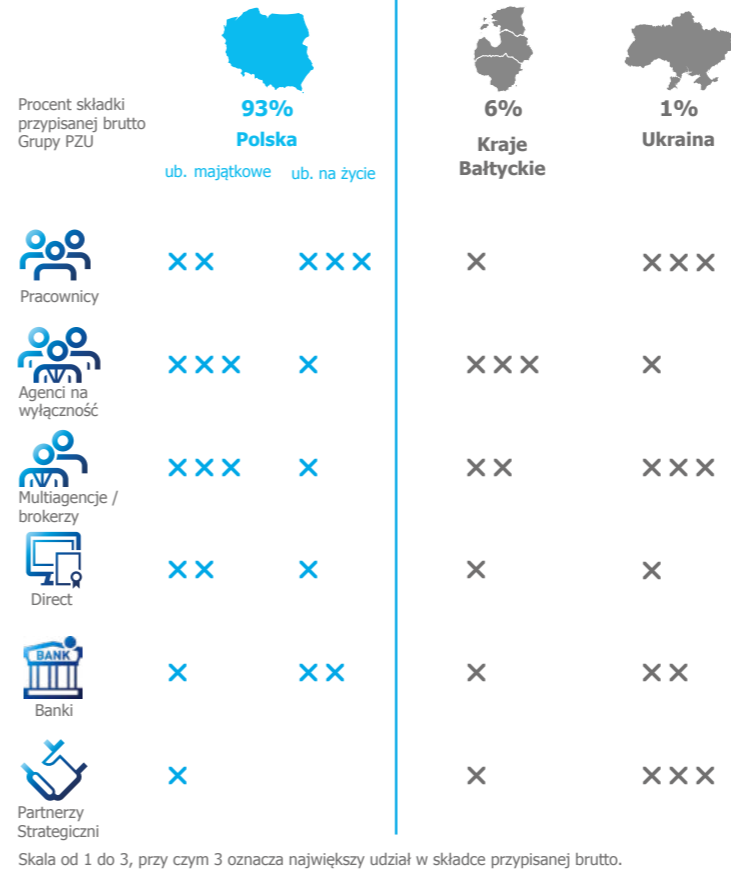 Procent składki
przypisanej brutto
Grupy PZU
93%
Polska
ub. majątkowe
ub. na życie
6%
Kraje
Bałtyckie
1%
Ukraina
Pracownicy
Agenci na
wyłączność
Multiagencje /
brokerzy
Direct
BANK
Banki
Partnerzy
Strategiczni
Skala od 1 do 3, przy czym 3 oznacza największy udział w składce przypisanej brutto.